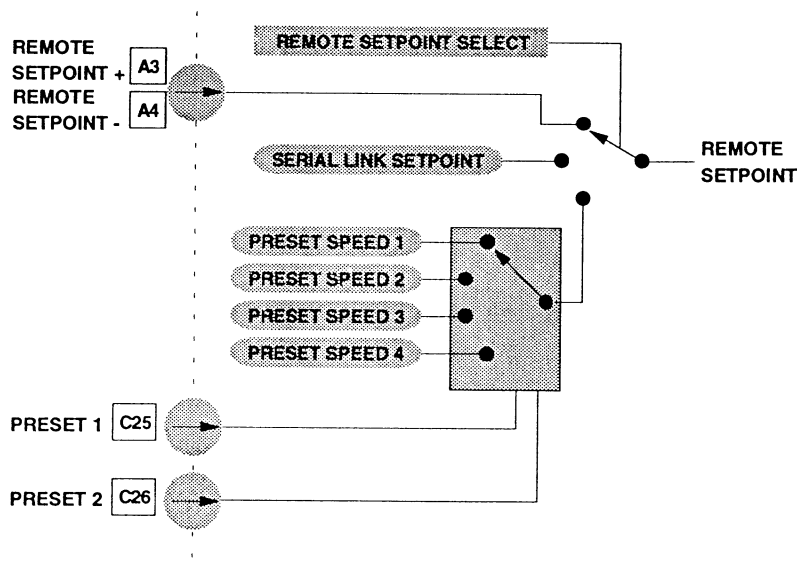 REMOTE SETPOINT SELECT
REMOTE
SETPOINT + A3
REMOTE
SETPOINT - A4
REMOTE
SETPOINT
SERIAL LINK SETPOINT
PRESET SPEED 1
PRESET SPEED 2
PRESET SPEED 3
PRESET SPEED 4
PRESET 1 C25
PRESET 2 C26